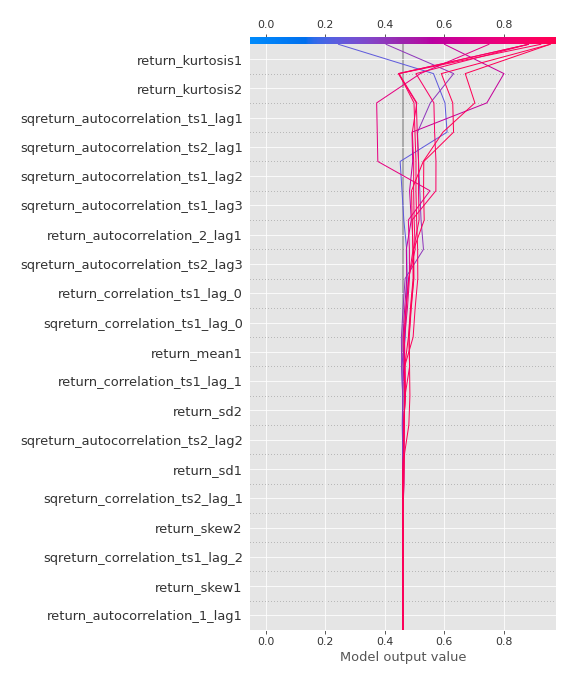 0.0 0.2 0.4 0.6 0.8
return_kurtosis1
return_kurtosis2
sqreturn_autocorrelation_ts1_lag1
sqreturn_autocorrelation_ts2_lag1
sqreturn_autocorrelation_ts1_lag2
sqreturn_autocorrelation_ts1_lag3
return_autocorrelation_2_lag1
sqreturn_autocorrelation_ts2_lag3
return_correlation_ts1_lag_0
sqreturn_correlation_ts1_lag_0
return_mean1
return_correlation_ts1_lag_1
return_sd2
sqreturn_autocorrelation_ts2_lag2
return_sd1
sqreturn_correlation_ts2_lag_1
return_skew2
sqreturn_correlation_ts1_lag_2
return_skew1
return_autocorrelation_1_lag1
0.0 0.2 0.4 0.6 0.8
Model output value